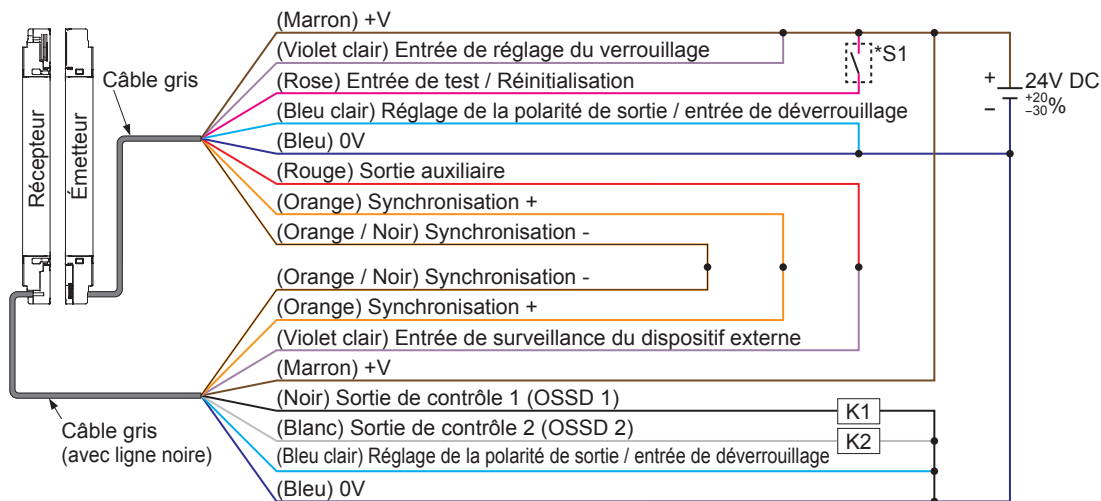 (Marron) +V
(Violet clair) Entrée de réglage du verrouillage
*S1
Câble gris
(Rose) Entrée de test / Réinitialisation
+
24V DC
+20
−30 %
−
(Bleu clair) Réglage de la polarité de sortie / entrée de déverrouillage
(Bleu) 0V
Récepteur
Émetteur
(Rouge) Sortie auxiliaire
(Orange) Synchronisation +
(Orange / Noir) Synchronisation -
(Orange / Noir) Synchronisation -
(Orange) Synchronisation +
(Violet clair) Entrée de surveillance du dispositif externe
(Marron) +V
(Noir) Sortie de contrôle 1 (OSSD 1)
K1
Câble gris
(avec ligne noire)
(Blanc) Sortie de contrôle 2 (OSSD 2)
K2
(Bleu clair) Réglage de la polarité de sortie / entrée de déverrouillage
(Bleu) 0V